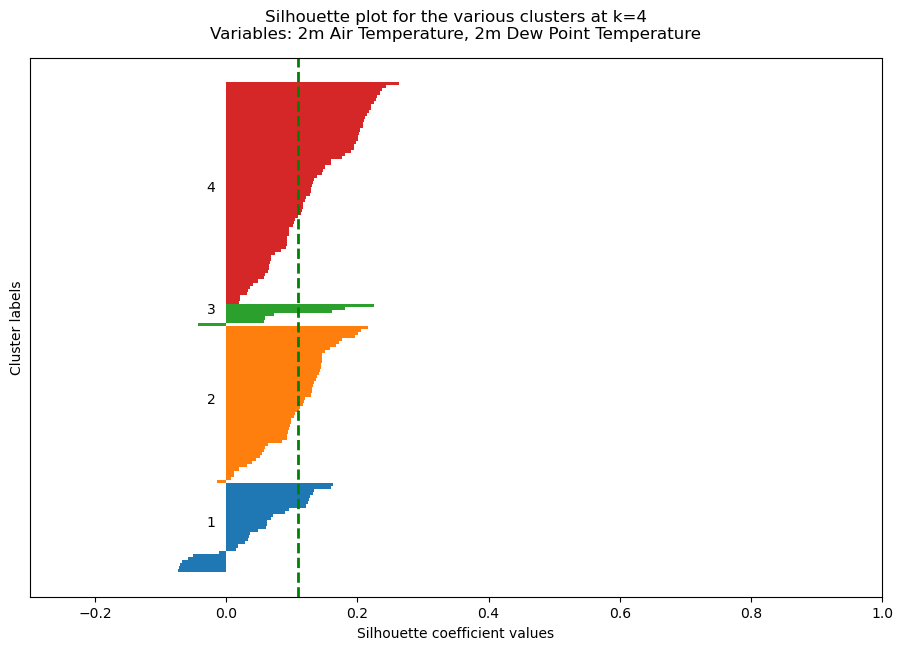 Silhouette plot for the various clusters at k=4
Variables: 2m Air Temperature, 2m Dew Point Temperature
Cluster labels
4
3
2
1
−0.2
0.0
0.2
0.4
0.6
0.8
1.0
Silhouette coefficient values